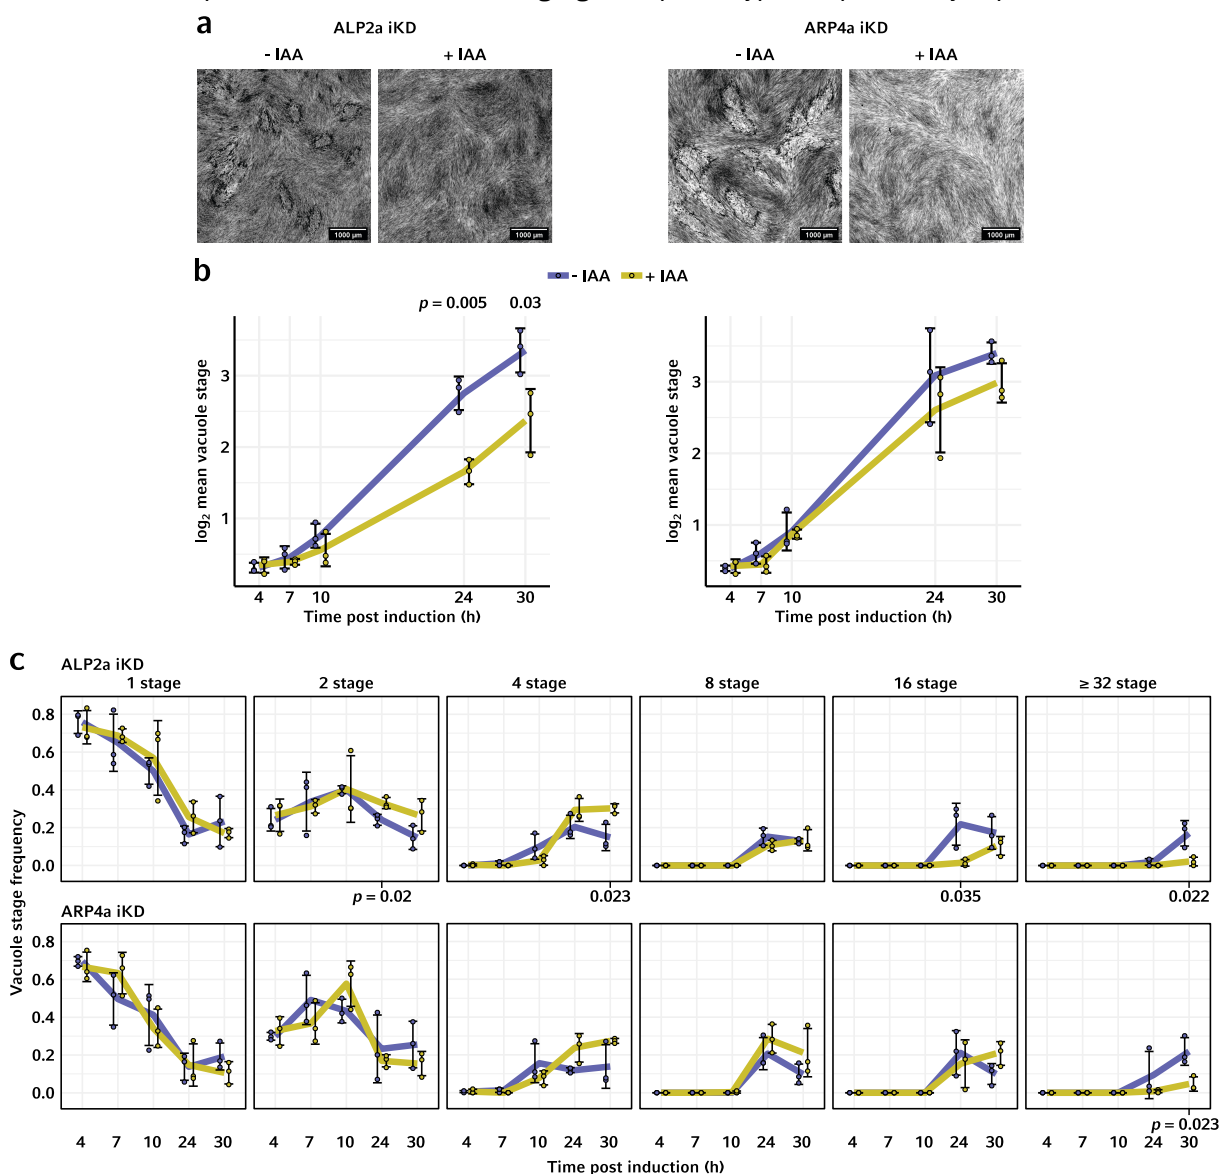 a
ALP2a iKD
ARP4a iKD
- IAA
+ IAA
- IAA
+ IAA
1000 µm
1000 µm
1000 µm
1000 µm
b
- IAA
+ IAA
p = 0.005
0.03
log2 mean vacuole stage
3
2
1
4
7
10
24
30
Time post induction (h)
log2 mean vacuole stage
3
2
1
4
7
10
24
30
Time post induction (h)
c
ALP2a iKD
1 stage
2 stage
4 stage
8 stage
16 stage
≥ 32 stage
Vacuole stage frequency
0.8
0.6
0.4
0.2
0.0
p = 0.02
0.023
0.035
0.022
ARP4a iKD
0.8
0.6
0.4
0.2
0.0
p = 0.023
4 7 10 24 30
4 7 10 24 30
4 7 10 24 30
4 7 10 24 30
4 7 10 24 30
4 7 10 24 30
Time post induction (h)